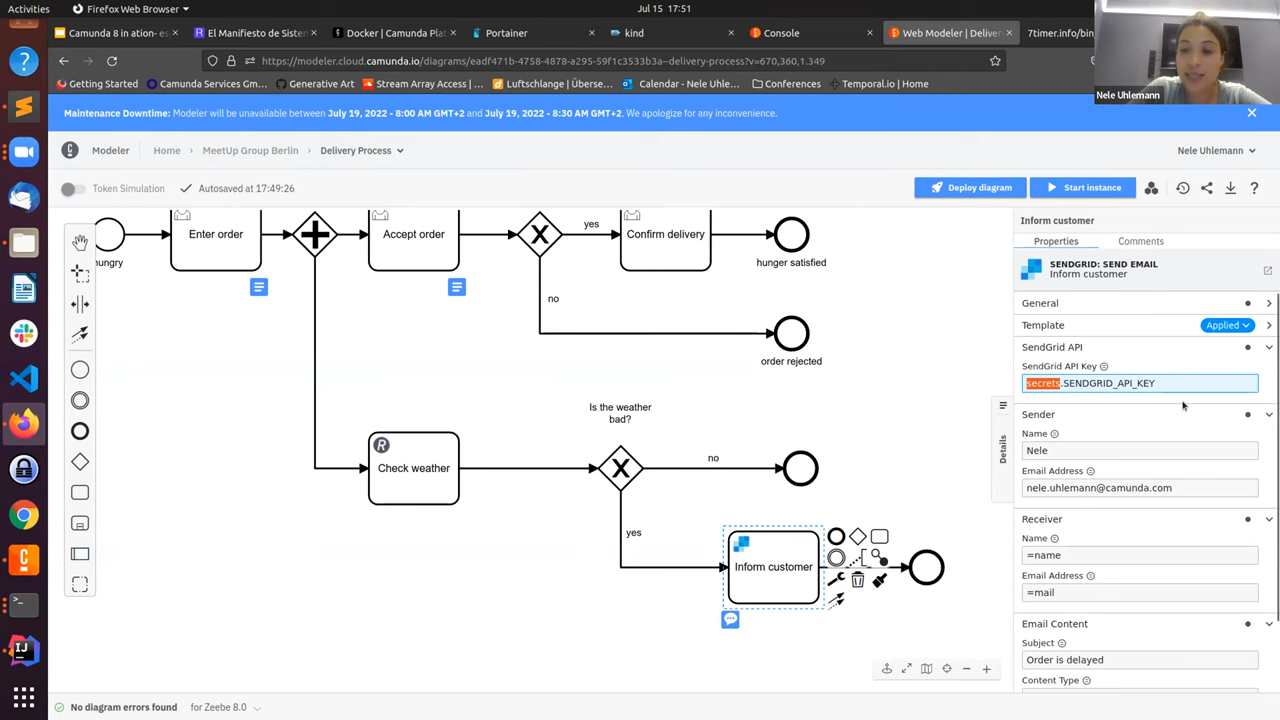 Activities
Firefox Web Browser
Jul 15 17:51
Camunda 8 in ation- es
El Manifiesto de Sister
Docker | Camunda Plat
Portainer
kind
Console
Web Modeler | Deliver
7timer.info/bin
https://modeler.cloud.camunda.io/diagrams/eadf471b-4758-4878-a295-59f1c3533b3a--delivery-process?v=670,360,1.349
Getting Started
Camunda Services Gm...
Generative Art
Stream Array Access | ...
Luftschlange | Überse...
Calendar - Nele Uhle...
Conferences
Temporal.io | Home
Nele Uhlemann
Maintenance Downtime: Modeler will be unavailable between July 19, 2022 - 8:00 AM GMT+2 and July 19, 2022 - 8:30 AM GMT+2. We apologize for any inconvenience.
Modeler
Home
MeetUp Group Berlin
Delivery Process
Nele Uhlemann
Token Simulation
Autosaved at 17:49:26
Deploy diagram
Start instance
hungry
Enter order
Accept order
yes
Confirm delivery
hunger satisfied
no
order rejected
Is the weather
bad?
Check weather
no
yes
Inform customer
Details
Inform customer
Properties
Comments
SENDGRID: SEND EMAIL
Inform customer
General
Template
Applied
SendGrid API
SendGrid API Key
secrets.SENDGRID_API_KEY
Sender
Name
Nele
Email Address
nele.uhlemann@camunda.com
Receiver
Name
=name
Email Address
=mail
Email Content
Subject
Order is delayed
Content Type
No diagram errors found
for Zeebe 8.0